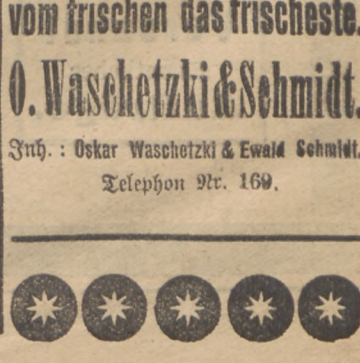 vom frischen das frischeste.
O. Waschetzki & Schmidt.
Inh. : Oskar Waschetzki & Ewald Schmidt.
Telephon Nr. 169.